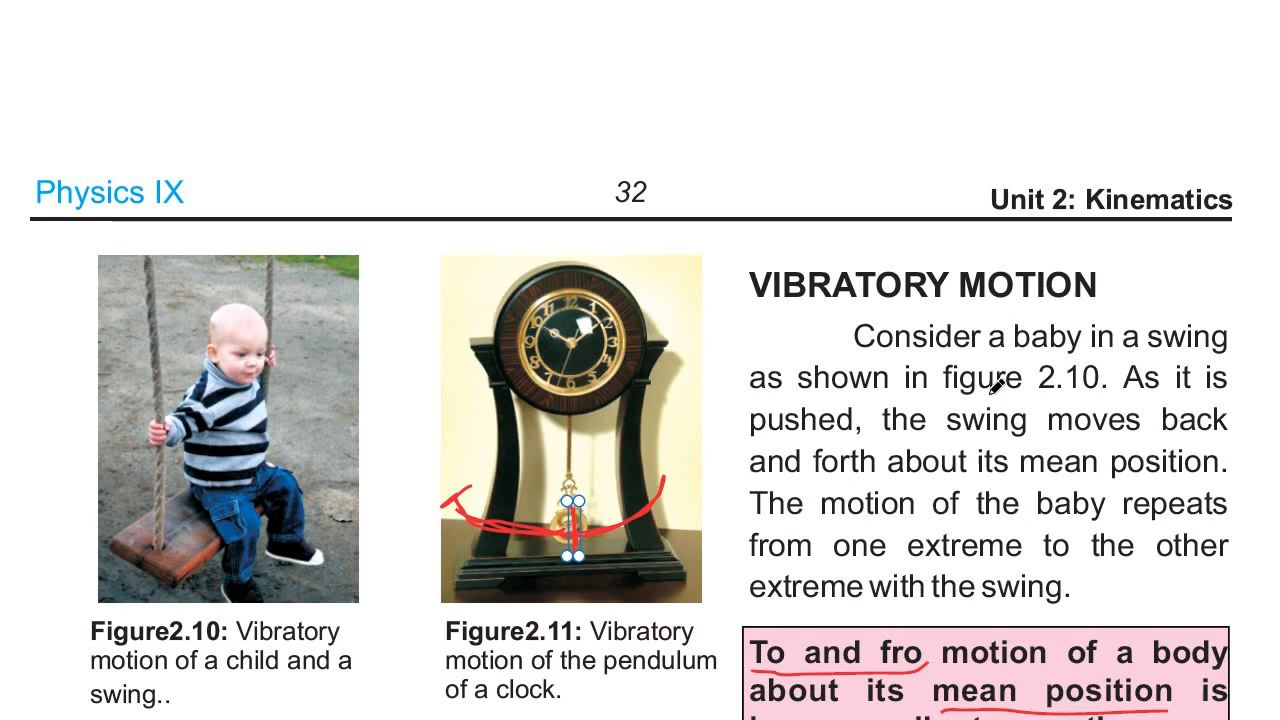 Physics IX
32
Unit 2: Kinematics
VIBRATORY MOTION
Consider a baby in a swing
as shown in figure 2.10. As it is
pushed, the swing moves back
and forth about its mean position.
The motion of the baby repeats
from one extreme to the other
extreme with the swing.
Figure2.10: Vibratory
motion of a child and a
swing..
Figure2.11: Vibratory
motion of the pendulum
of a clock.
To and fro motion of a body
about its mean position is